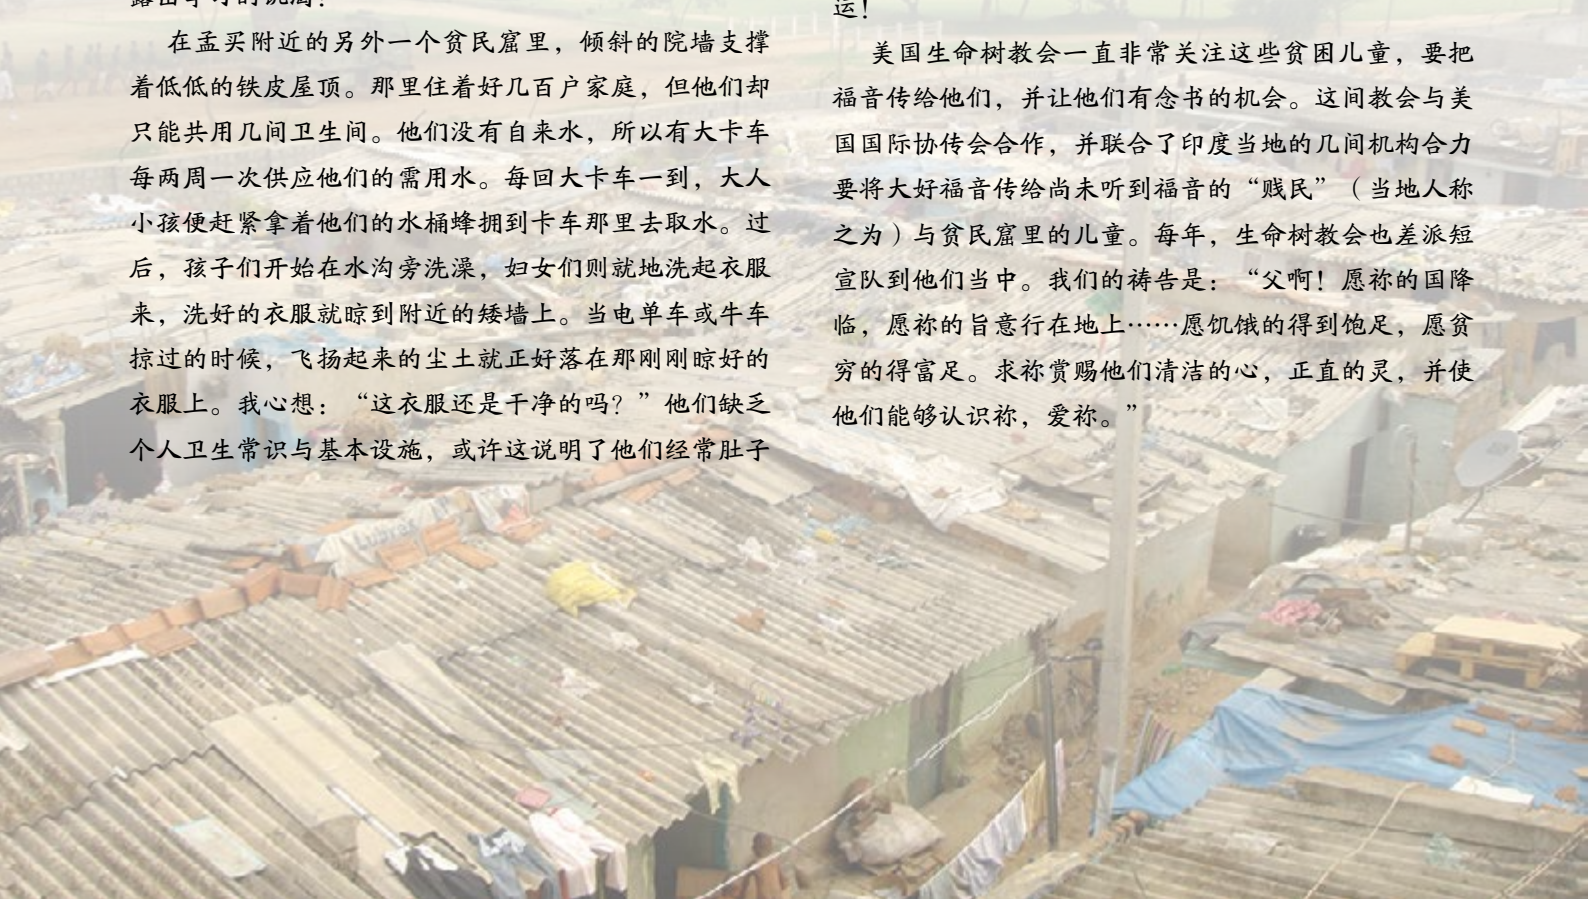 在孟买附近的另外一个贫民窟里，倾斜的院墙支撑
着低低的铁皮屋顶。那里住着好几百户家庭，但他们却
只能共用几间卫生间。他们没有自来水，所以有大卡车
每两周一次供应他们的需用水。每回大卡车一到，大人
小孩便赶紧拿着他们的水桶蜂拥到卡车那里去取水。过
后，孩子们开始在水沟旁洗澡，妇女们则就地洗起衣服
来，洗好的衣服就晾到附近的矮墙上。当电单车或牛车
掠过的时候，飞扬起来的尘土就正好落在那刚刚晾好的
衣服上。我心想：“这衣服还是干净的吗？”他们缺乏
个人卫生常识与基本设施，或许这说明了他们经常肚子
运！
美国生命树教会一直非常关注这些贫困儿童，要把
福音传给他们，并让他们有念书的机会。这间教会与美
国国际协传会合作，并联合了印度当地的几间机构合力
要将大好福音传给尚未听到福音的“贱民”（当地人称
之为）与贫民窟里的儿童。每年，生命树教会也差派短
宣队到他们当中。我们的祷告是：“父啊！愿祢的国降
临，愿祢的旨意行在地上……愿饥饿的得到饱足，愿贫
穷的得富足。求祢赏赐他们清洁的心，正直的灵，并使
他们能够认识祢，爱祢。”